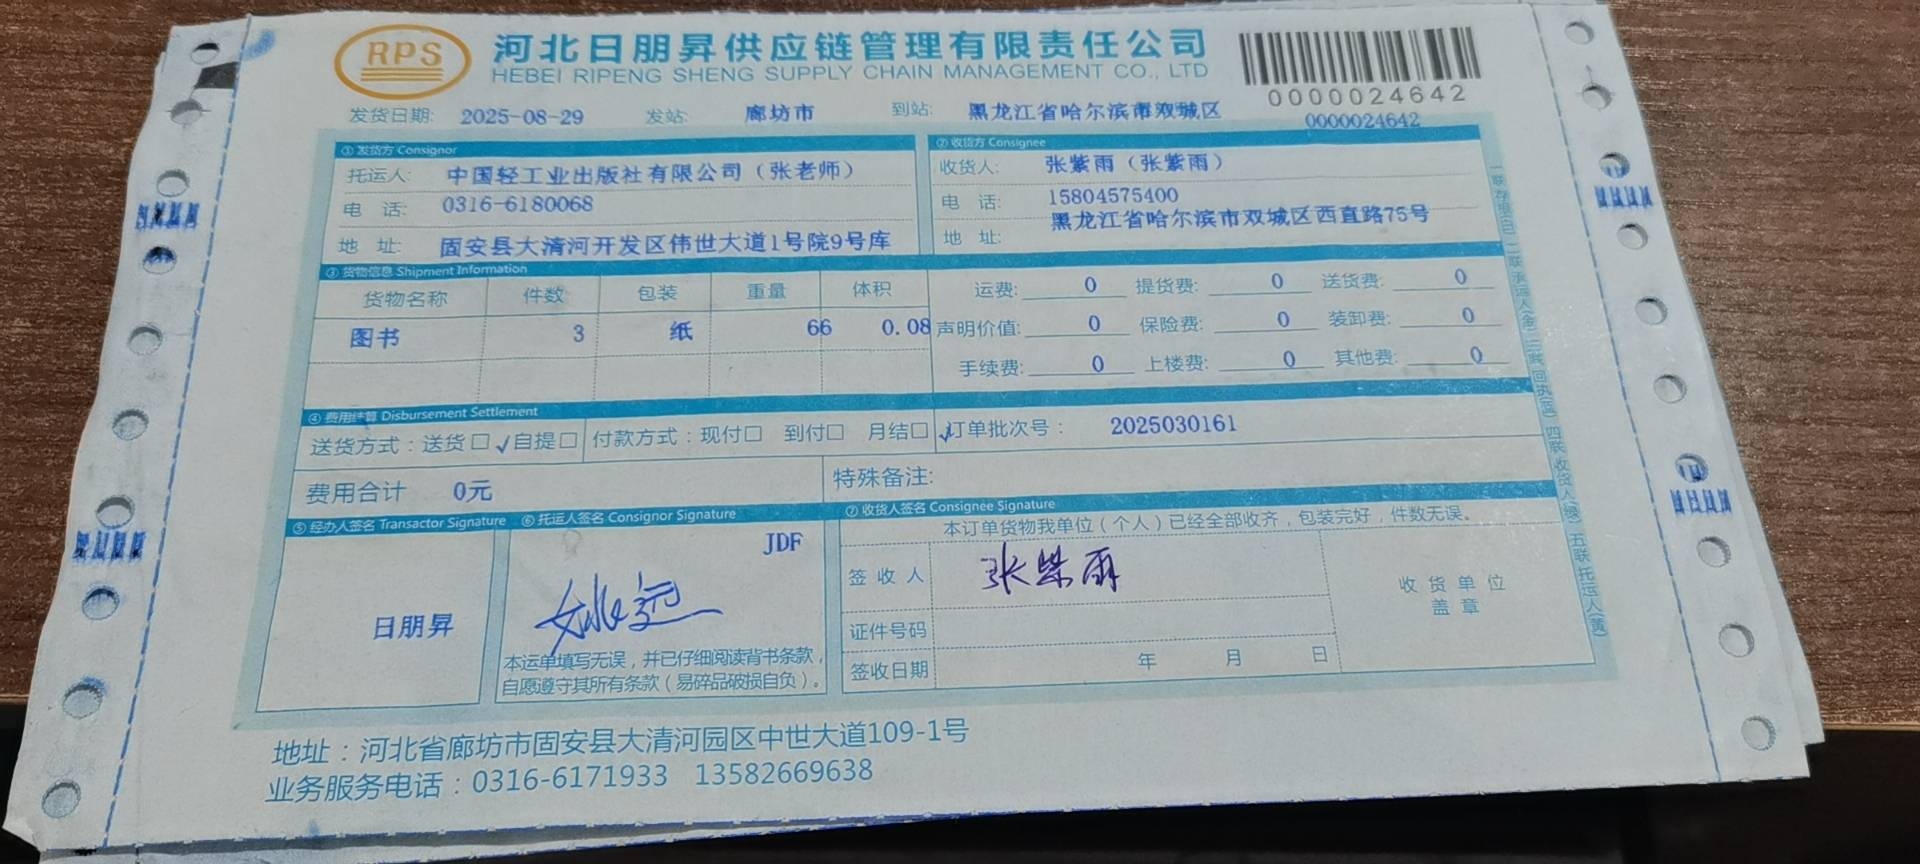 RPS 河北日朋昇供应链管理有限责任公司
HEBEI RIPENG SHENG SUPPLY CHAIN MANAGEMENT CO., LTD
0000024642
发货日期: 2025-08-29 发站: 廊坊市 到站: 黑龙江省哈尔滨市双城区 0000024642
① 发货方 Consignor
托运人: 中国轻工业出版社有限公司（张老师）
电 话: 0316-6180068
地 址: 固安县大清河开发区伟世大道1号院9号库
② 收货方 Consignee
收货人: 张紫雨（张紫雨）
电 话: 15804575400
地 址: 黑龙江省哈尔滨市双城区西直路75号
③ 货物信息 Shipment Information
货物名称 件数 包装 重量 体积
图书 3 纸 66 0.08
运费: 0 提货费: 0 送货费: 0
声明价值: 0 保险费: 0 装卸费: 0
手续费: 0 上楼费: 0 其他费: 0
④ 费用结算 Disbursement Settlement
送货方式：送货□ ✓自提□ 付款方式：现付□ 到付□ 月结□ ✓订单批次号： 2025030161
费用合计 0元 特殊备注:
⑤ 经办人签名 Transactor Signature
日朋昇
⑥ 托运人签名 Consignor Signature
JDF
姚远
本运单填写无误，并已仔细阅读背书条款，
自愿遵守其所有条款（易碎品破损自负）。
⑦ 收货人签名 Consignee Signature
本订单货物我单位（个人）已经全部收齐，包装完好，件数无误。
签 收 人 张紫雨
证件号码
签收日期 年 月 日
收 货 单 位
盖 章
地址：河北省廊坊市固安县大清河园区中世大道109-1号
业务服务电话：0316-6171933 13582669638